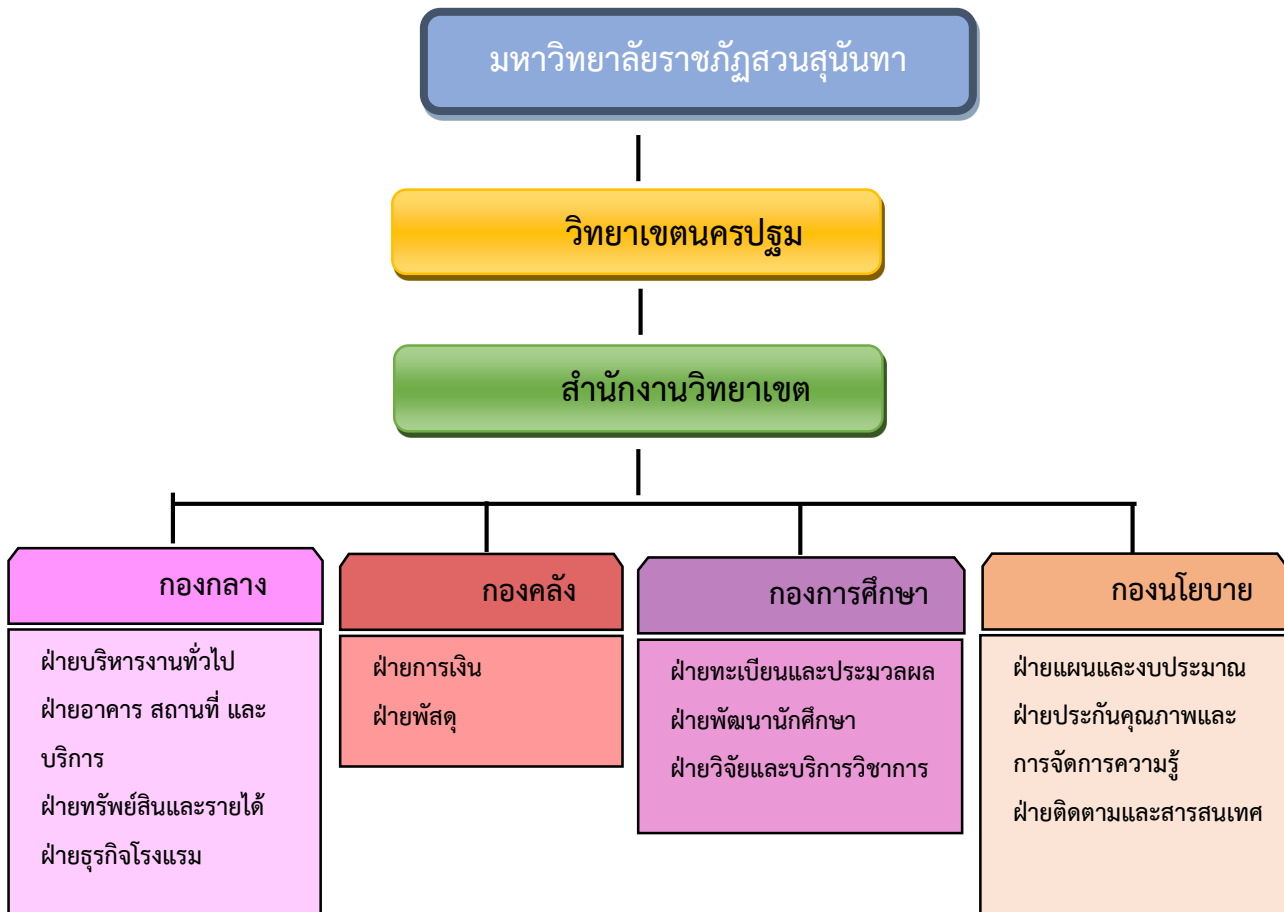 มหาวิทยาลัยราชภัฏสวนสุนันทา
วิทยาเขตนครปฐม
สำนักงานวิทยาเขต
กองกลาง
ฝ่ายบริหารงานทั่วไป
ฝ่ายอาคาร สถานที่ และ
บริการ
ฝ่ายทรัพย์สินและรายได้
ฝ่ายธุรกิจโรงแรม
กองคลัง
ฝ่ายการเงิน
ฝ่ายพัสดุ
กองการศึกษา
ฝ่ายทะเบียนและประมวลผล
ฝ่ายพัฒนานักศึกษา
ฝ่ายวิจัยและบริการวิชาการ
กองนโยบาย
ฝ่ายแผนและงบประมาณ
ฝ่ายประกันคุณภาพและ
การจัดการความรู้
ฝ่ายติดตามและสารสนเทศ